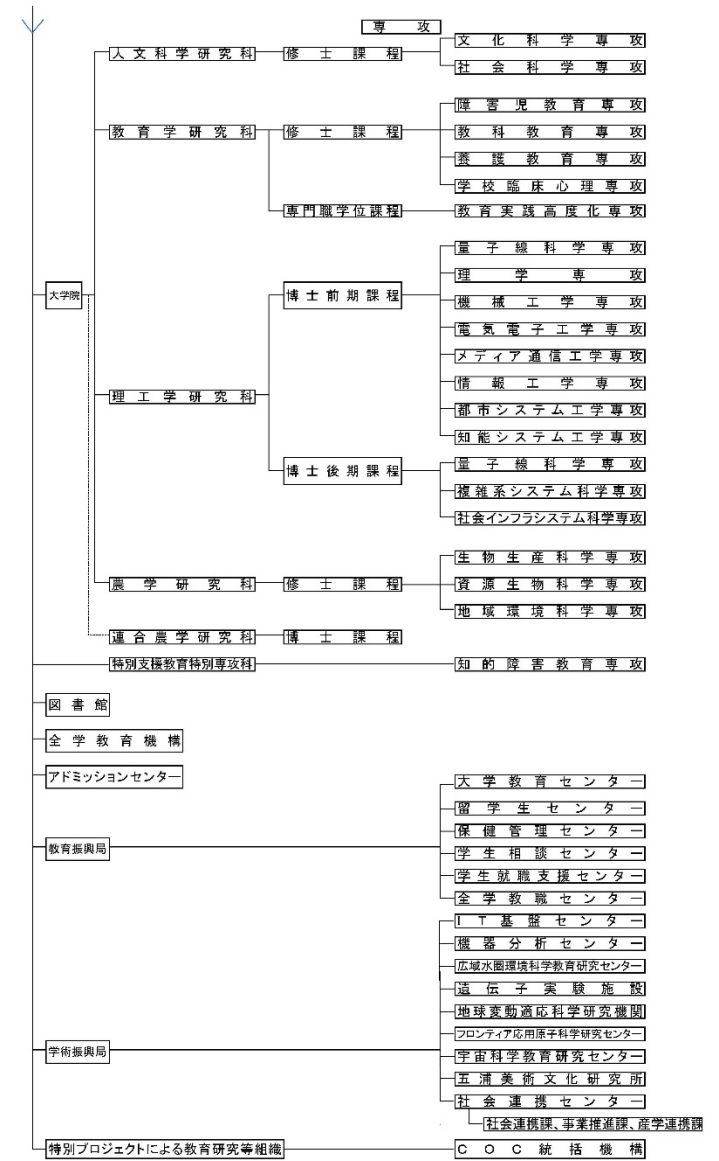 専攻
人文科学研究科 修士課程 文化科学専攻
社会科学専攻
教育学研究科 修士課程 障害児教育専攻
教科教育専攻
養護教育専攻
学校臨床心理専攻
専門職学位課程 教育実践高度化専攻
大学院
理工学研究科 博士前期課程 量子線科学専攻
理学専攻
機械工学専攻
電気電子工学専攻
メディア通信工学専攻
情報工学専攻
都市システム工学専攻
知能システム工学専攻
博士後期課程 量子線科学専攻
複雑系システム科学専攻
社会インフラシステム科学専攻
農学研究科 修士課程 生物生産科学専攻
資源生物科学専攻
地域環境科学専攻
連合農学研究科 博士課程
特別支援教育特別専攻科 知的障害教育専攻
図書館
全学教育機構
アドミッションセンター
教育振興局 大学教育センター
留学生センター
保健管理センター
学生相談センター
学生就職支援センター
全学教職センター
学術振興局 IT基盤センター
機器分析センター
広域水圏環境科学教育研究センター
遺伝子実験施設
地球変動適応科学研究機関
フロンティア応用原子科学研究センター
宇宙科学教育研究センター
五浦美術文化研究所
社会連携センター
社会連携課、事業推進課、産学連携課
特別プロジェクトによる教育研究等組織 COC統括機構